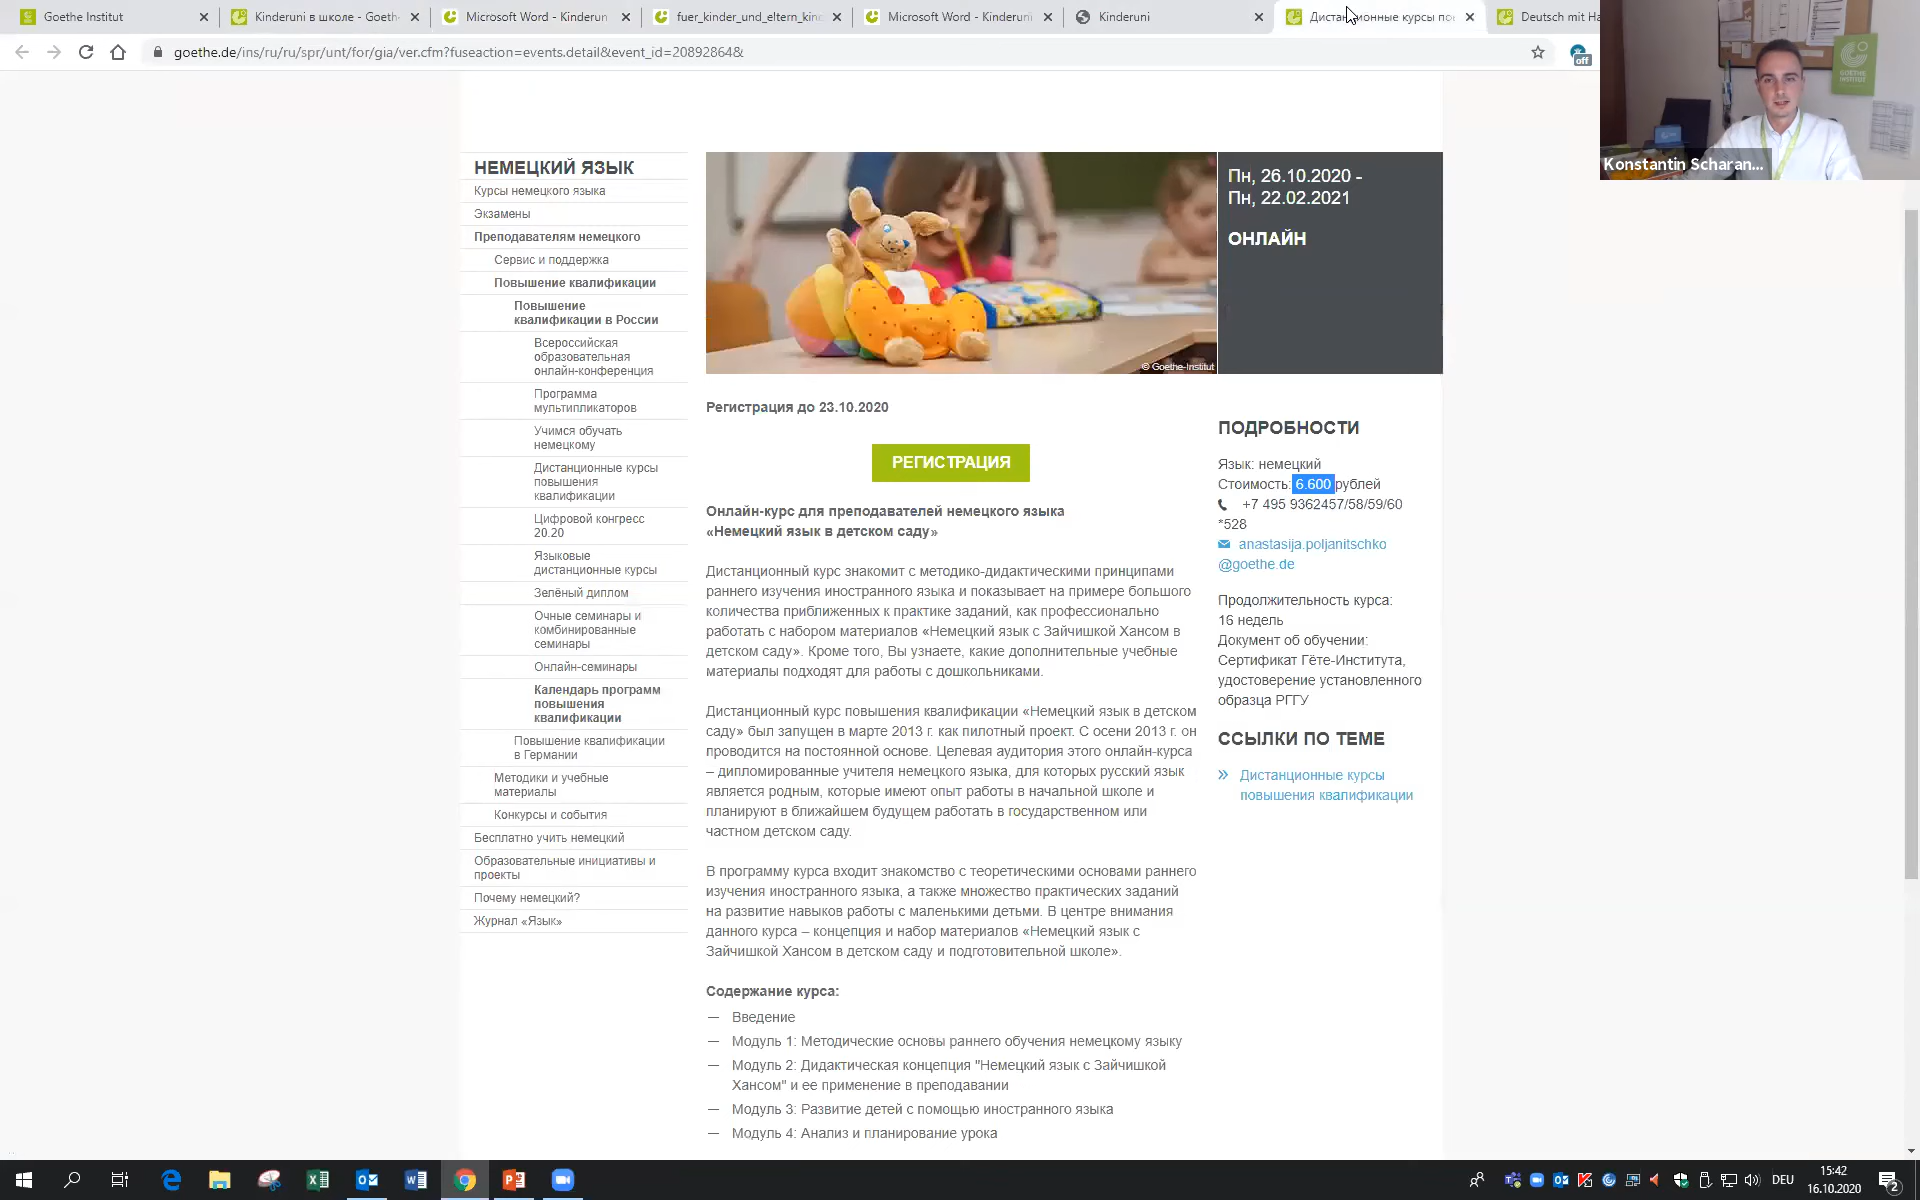 Goethe Institut
Kinderuni в школе - Goeth
Microsoft Word - Kinderun
fuer_kinder_und_eltern_kin
Microsoft Word - Kinderuni
Kinderuni
Дистанционные курсы по
Deutsch mit Ha
goethe.de/ins/ru/ru/spr/unt/for/gia/ver.cfm?fuseaction=events.detail&event_id=20892864&
off
GOETHE
INSTITUT
Konstantin Scharan...
НЕМЕЦКИЙ ЯЗЫК
Курсы немецкого языка
Экзамены
Преподавателям немецкого
Сервис и поддержка
Повышение квалификации
Повышение
квалификации в России
Всероссийская
образовательная
онлайн-конференция
Программа
мультипликаторов
Учимся обучать
немецкому
Дистанционные курсы
повышения
квалификации
Цифровой конгресс
20.20
Языковые
дистанционные курсы
Зелёный диплом
Очные семинары и
комбинированные
семинары
Онлайн-семинары
Календарь программ
повышения
квалификации
Повышение квалификации
в Германии
Методики и учебные
материалы
Конкурсы и события
Бесплатно учить немецкий
Образовательные инициативы и
проекты
Почему немецкий?
Журнал «Язык»
© Goethe-Institut
Пн, 26.10.2020 -
Пн, 22.02.2021
ОНЛАЙН
Регистрация до 23.10.2020
РЕГИСТРАЦИЯ
Онлайн-курс для преподавателей немецкого языка
«Немецкий язык в детском саду»
Дистанционный курс знакомит с методико-дидактическими принципами
раннего изучения иностранного языка и показывает на примере большого
количества приближенных к практике заданий, как профессионально
работать с набором материалов «Немецкий язык с Зайчишкой Хансом в
детском саду». Кроме того, Вы узнаете, какие дополнительные учебные
материалы подходят для работы с дошкольниками.
Дистанционный курс повышения квалификации «Немецкий язык в детском
саду» был запущен в марте 2013 г. как пилотный проект. С осени 2013 г. он
проводится на постоянной основе. Целевая аудитория этого онлайн-курса
– дипломированные учителя немецкого языка, для которых русский язык
является родным, которые имеют опыт работы в начальной школе и
планируют в ближайшем будущем работать в государственном или
частном детском саду.
В программу курса входит знакомство с теоретическими основами раннего
изучения иностранного языка, а также множество практических заданий
на развитие навыков работы с маленькими детьми. В центре внимания
данного курса – концепция и набор материалов «Немецкий язык с
Зайчишкой Хансом в детском саду и подготовительной школе».
Содержание курса:
— Введение
— Модуль 1: Методические основы раннего обучения немецкому языку
— Модуль 2: Дидактическая концепция "Немецкий язык с Зайчишкой
Хансом" и ее применение в преподавании
— Модуль 3: Развитие детей с помощью иностранного языка
— Модуль 4: Анализ и планирование урока
ПОДРОБНОСТИ
Язык: немецкий
Стоимость: 6.600 рублей
+7 495 9362457/58/59/60
*528
anastasija.poljanitschko
@goethe.de
Продолжительность курса:
16 недель
Документ об обучении:
Сертификат Гёте-Института,
удостоверение установленного
образца РГГУ
ССЫЛКИ ПО ТЕМЕ
» Дистанционные курсы
повышения квалификации
DEU
15:42
16.10.2020
2